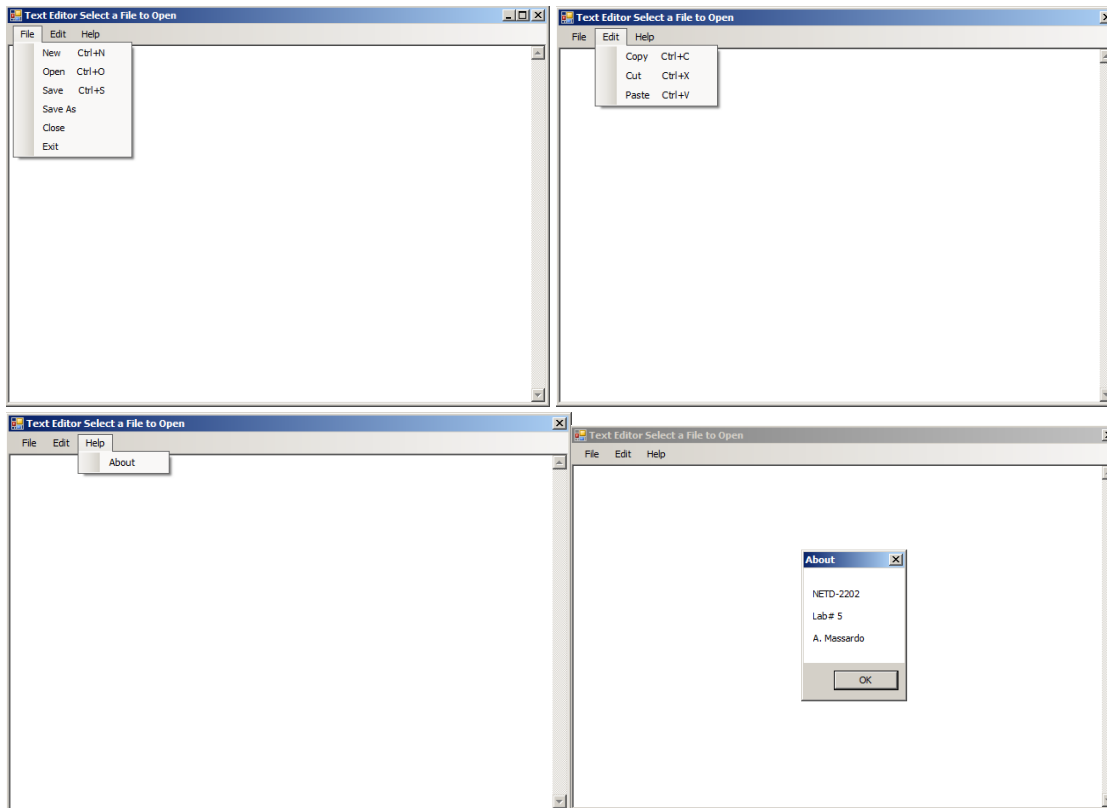 Text Editor Select a File to Open
File Edit Help
New Ctrl+N
Open Ctrl+O
Save Ctrl+S
Save As
Close
Exit
Text Editor Select a File to Open
File Edit Help
Copy Ctrl+C
Cut Ctrl+X
Paste Ctrl+V
Text Editor Select a File to Open
File Edit Help
About
Text Editor Select a File to Open
File Edit Help
About
NETD-2202
Lab# 5
A. Massardo
OK